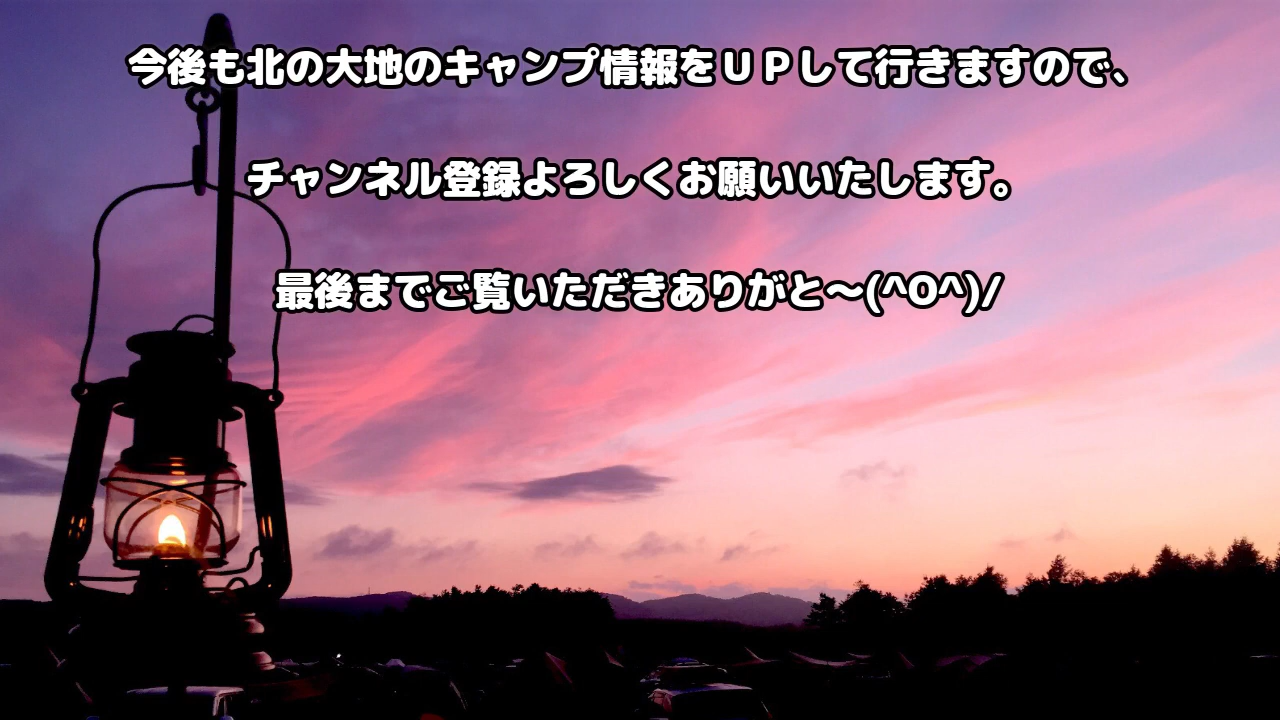 今後も北の大地のキャンプ情報をＵＰして行きますので、
チャンネル登録よろしくお願いいたします。
最後までご覧いただきありがと～(^O^)/